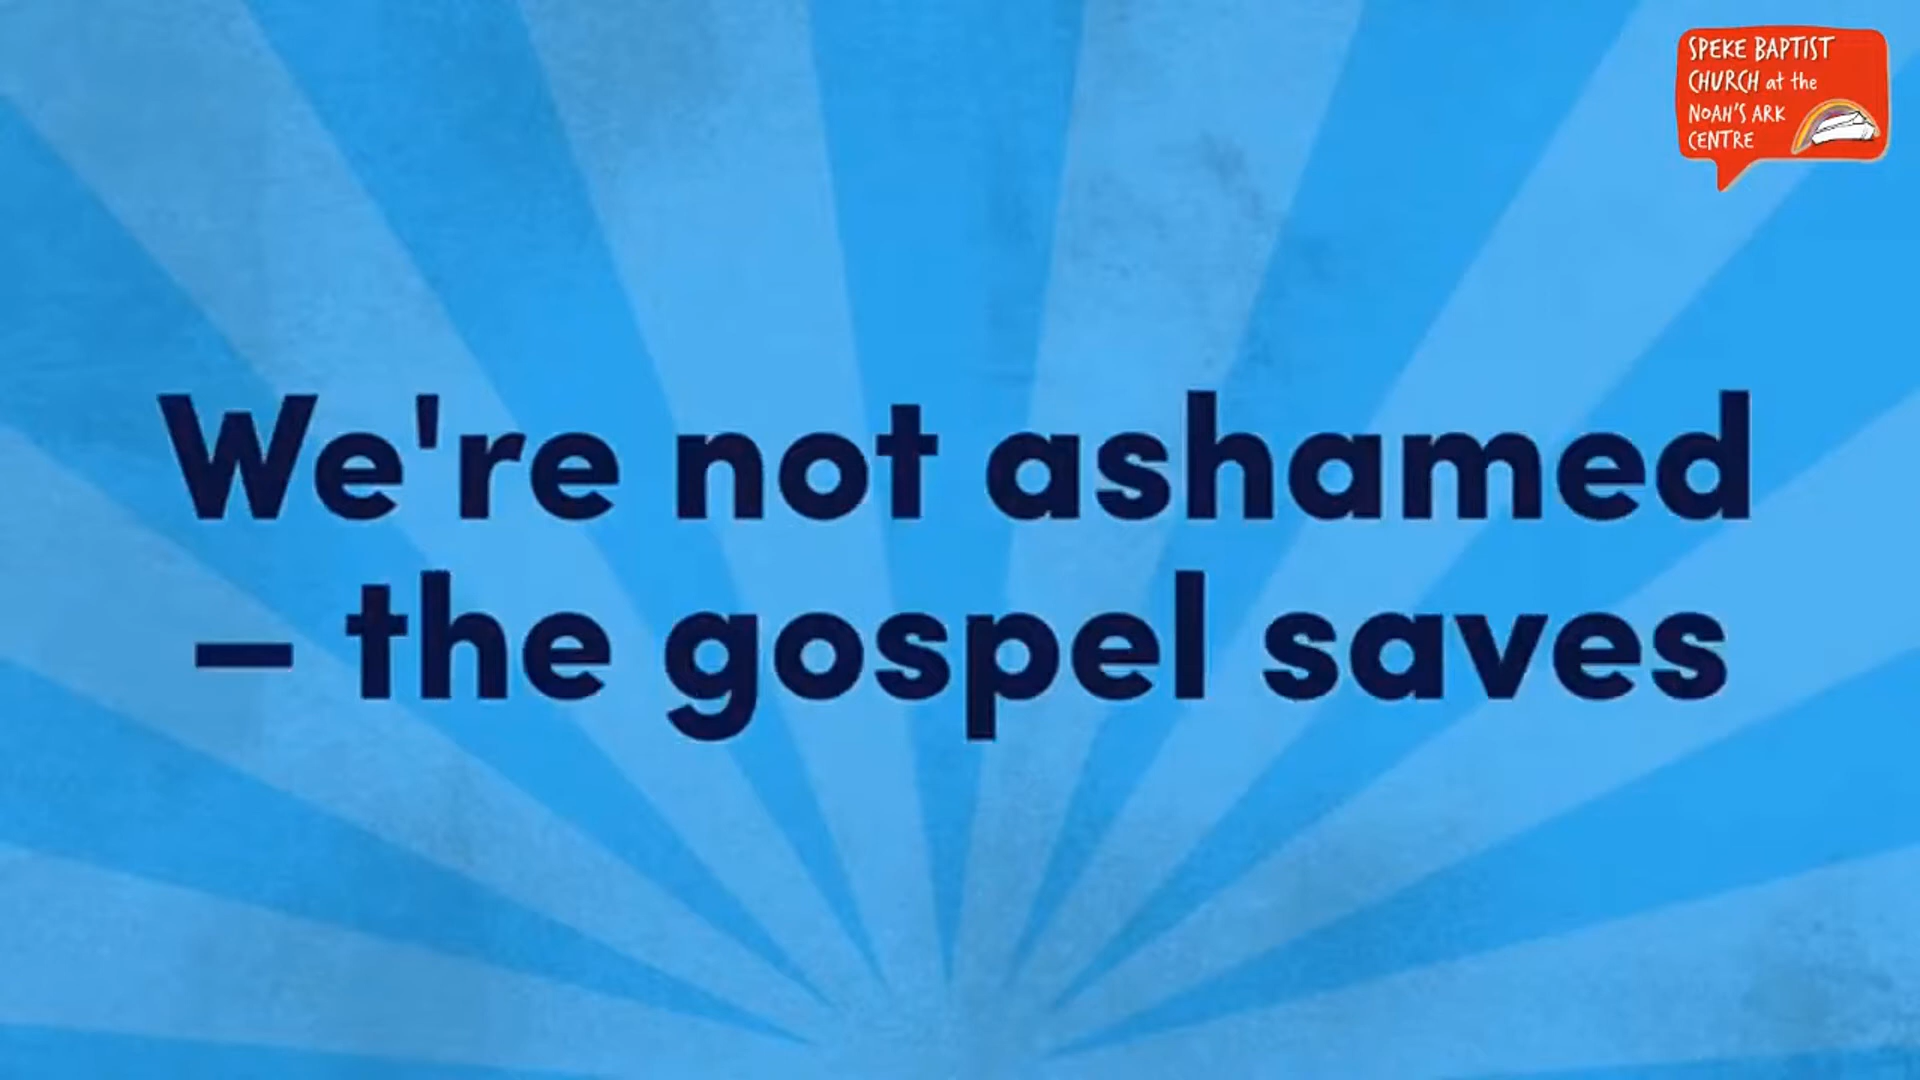 SPEKE BAPTIST
CHURCH at the
NOAH'S ARK
CENTRE
We're not ashamed
– the gospel saves